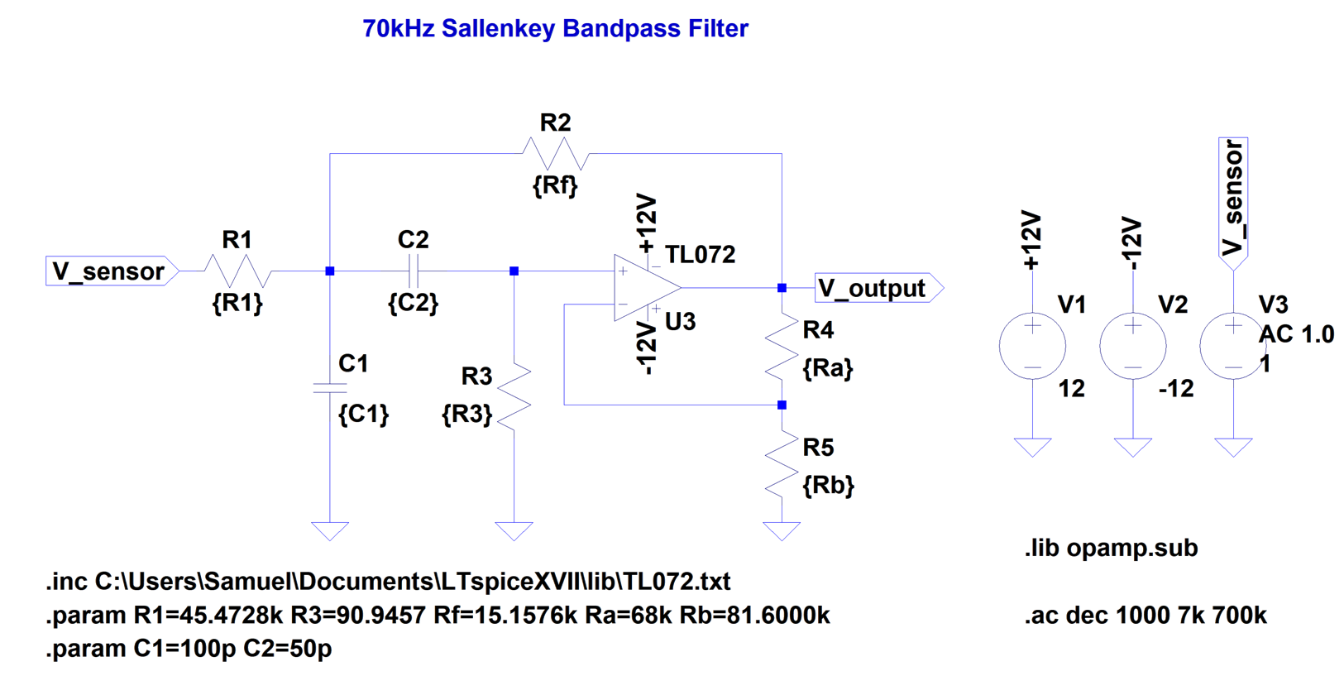 70kHz Sallenkey Bandpass Filter
R2
{Rf}
V_sensor
R1
{R1}
C2
{C2}
+12V
TL072
U3
-12V
V_output
C1
{C1}
R3
{R3}
R4
{Ra}
R5
{Rb}
+12V
V1
12
-12V
V2
-12
V_sensor
V3
AC 1.0
1
.lib opamp.sub
.inc C:\Users\Samuel\Documents\LTspiceXVII\lib\TL072.txt
.param R1=45.4728k R3=90.9457 Rf=15.1576k Ra=68k Rb=81.6000k
.ac dec 1000 7k 700k
.param C1=100p C2=50p